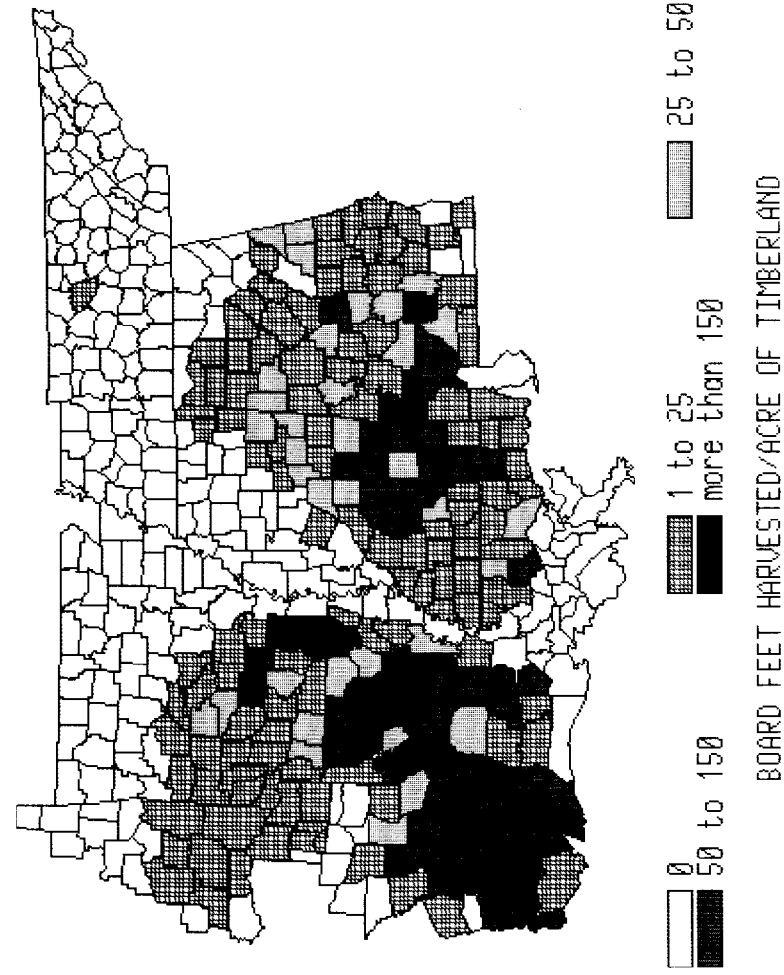 0
1 to 25
25 to 50
50 to 150
more than 150
BOARD FEET HARVESTED/ACRE OF TIMBERLAND